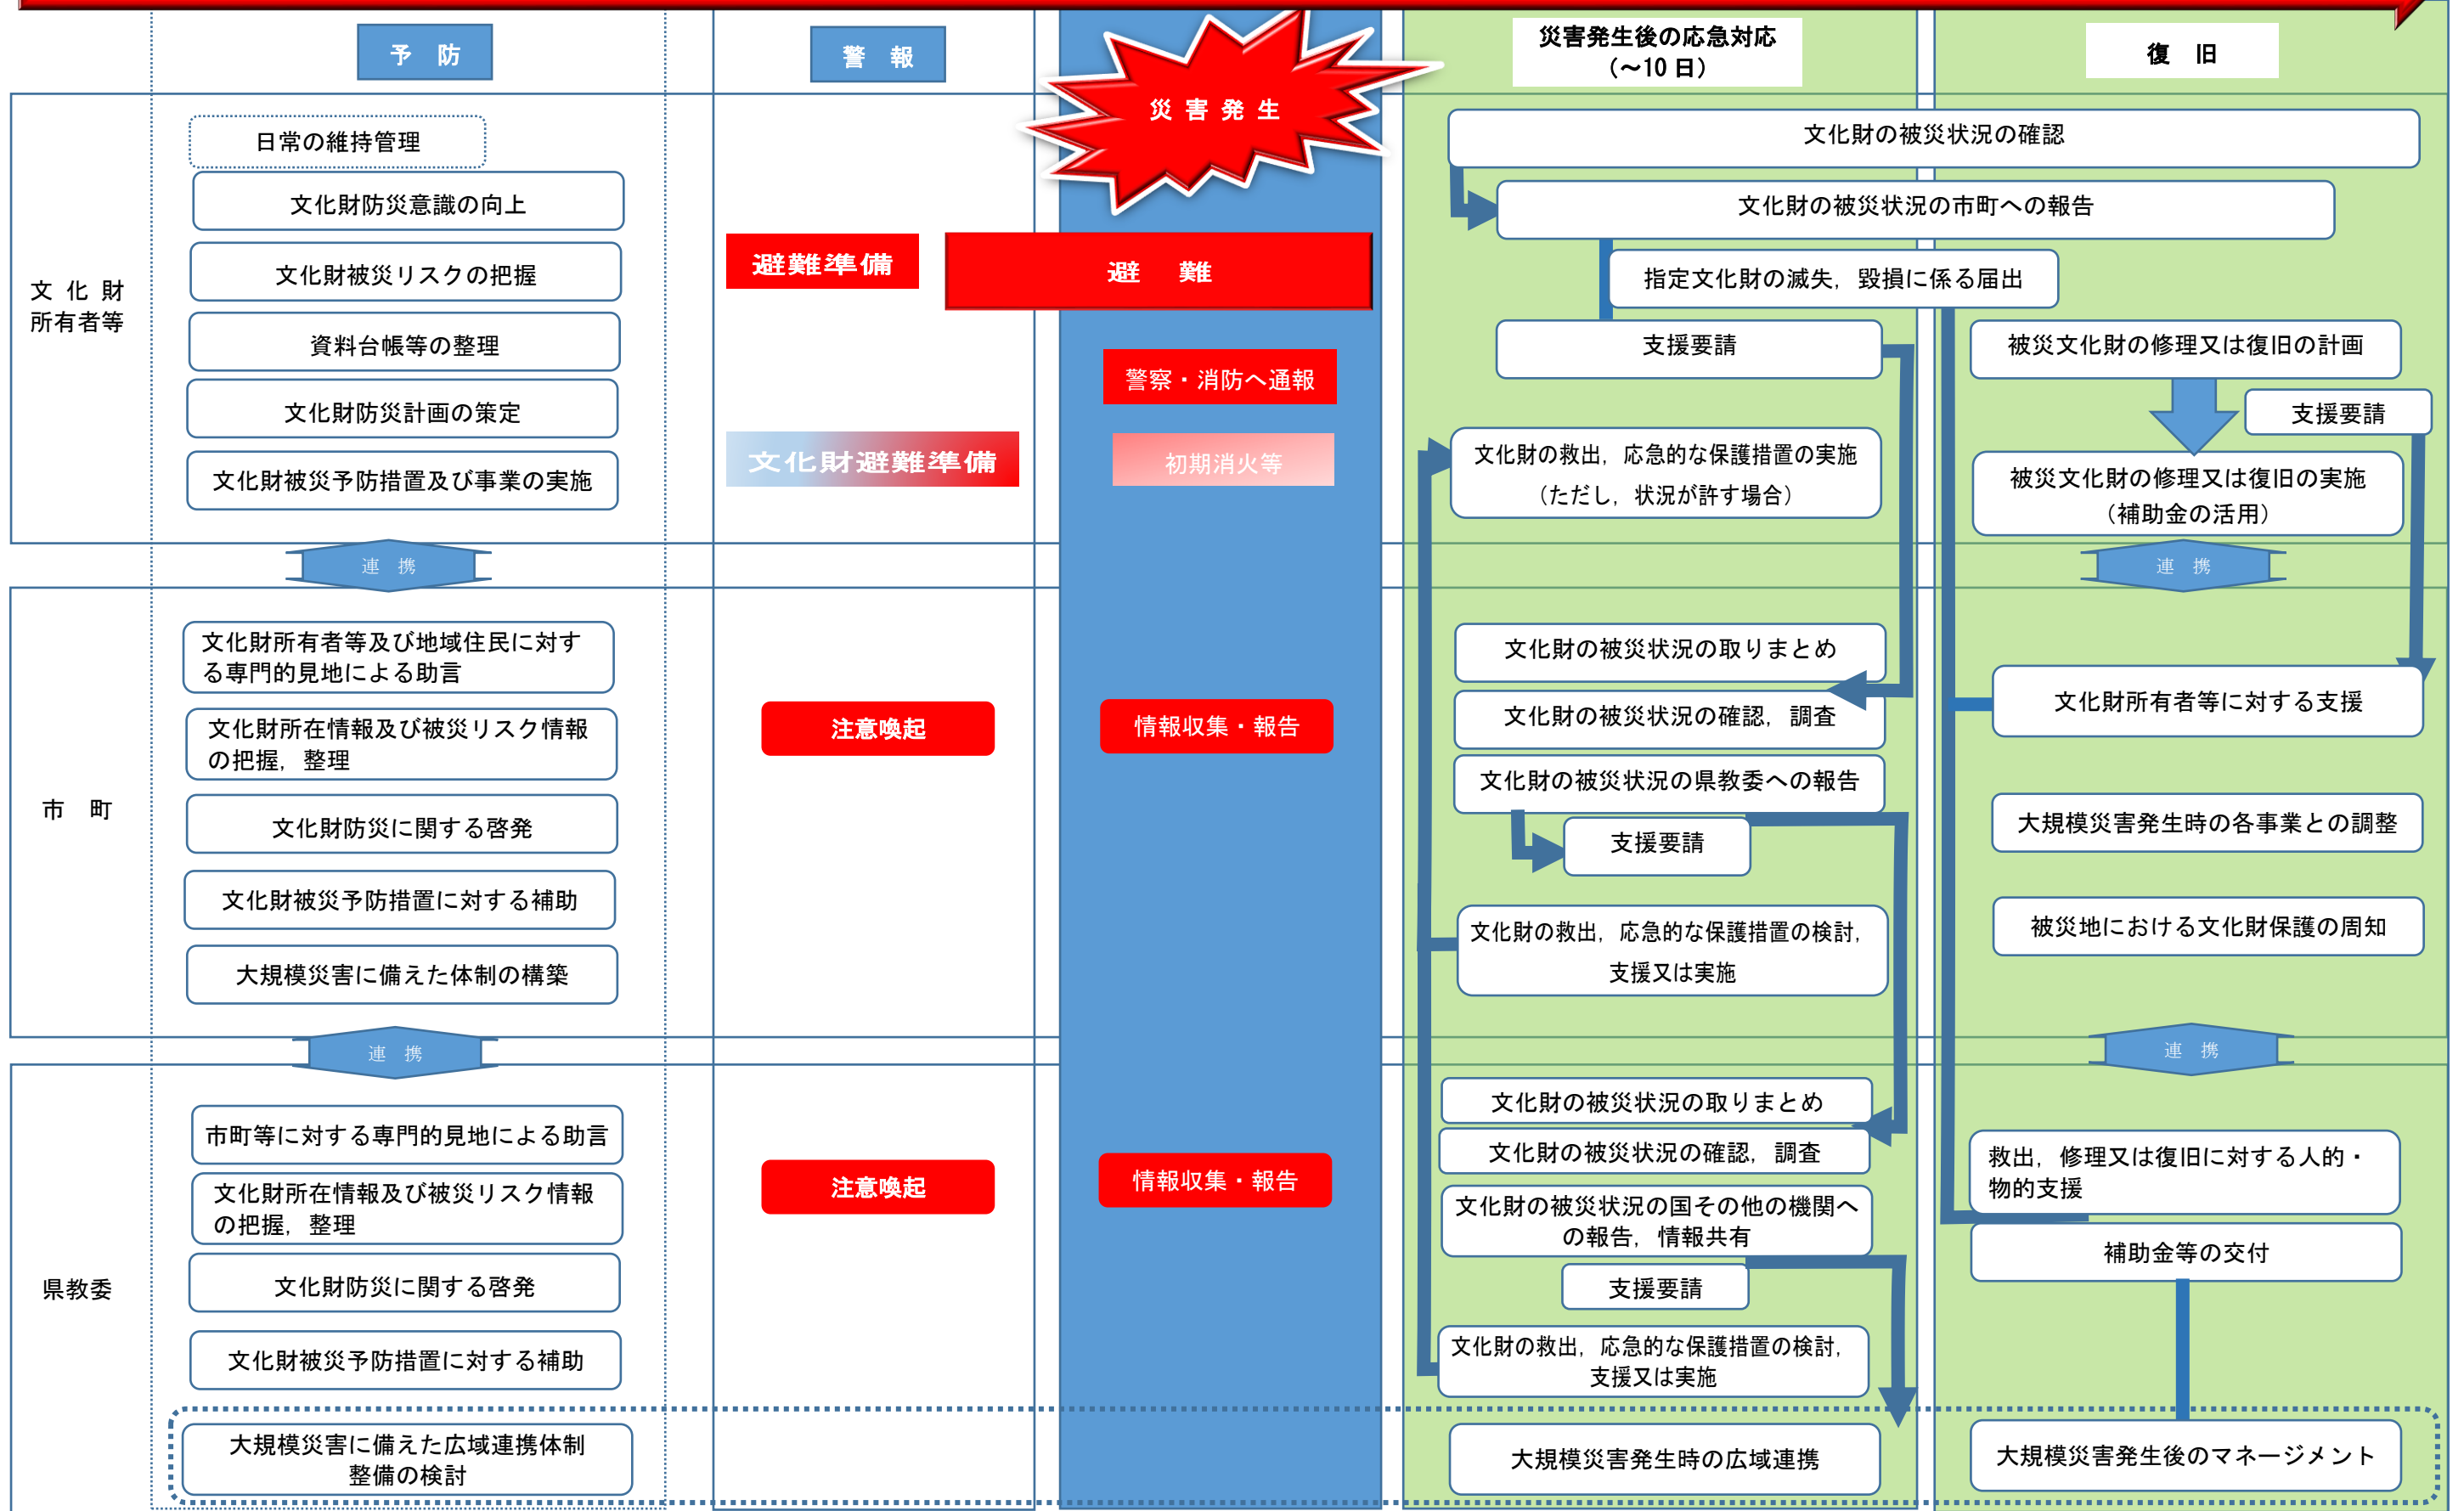 予 防
警 報
災 害 発 生
災害発生後の応急対応
（～10日）
復 旧
文 化 財
所有者等
日常の維持管理
文化財防災意識の向上
文化財被災リスクの把握
資料台帳等の整理
文化財防災計画の策定
文化財被災予防措置及び事業の実施
避難準備
避 難
警察・消防へ通報
文化財避難準備
初期消火等
文化財の被災状況の確認
文化財の被災状況の市町への報告
指定文化財の滅失，毀損に係る届出
支援要請
文化財の救出，応急的な保護措置の実施
（ただし，状況が許す場合）
被災文化財の修理又は復旧の計画
支援要請
被災文化財の修理又は復旧の実施
（補助金の活用）
連 携
連 携
市 町
文化財所有者等及び地域住民に対す
る専門的見地による助言
文化財所在情報及び被災リスク情報
の把握，整理
文化財防災に関する啓発
文化財被災予防措置に対する補助
大規模災害に備えた体制の構築
注意喚起
情報収集・報告
文化財の被災状況の取りまとめ
文化財の被災状況の確認，調査
文化財の被災状況の県教委への報告
支援要請
文化財の救出，応急的な保護措置の検討，
支援又は実施
文化財所有者等に対する支援
大規模災害発生時の各事業との調整
被災地における文化財保護の周知
連 携
連 携
県教委
市町等に対する専門的見地による助言
文化財所在情報及び被災リスク情報
の把握，整理
文化財防災に関する啓発
文化財被災予防措置に対する補助
大規模災害に備えた広域連携体制
整備の検討
注意喚起
情報収集・報告
文化財の被災状況の取りまとめ
文化財の被災状況の確認，調査
文化財の被災状況の国その他の機関へ
の報告，情報共有
支援要請
文化財の救出，応急的な保護措置の検討，
支援又は実施
大規模災害発生時の広域連携
救出，修理又は復旧に対する人的・
物的支援
補助金等の交付
大規模災害発生後のマネージメント